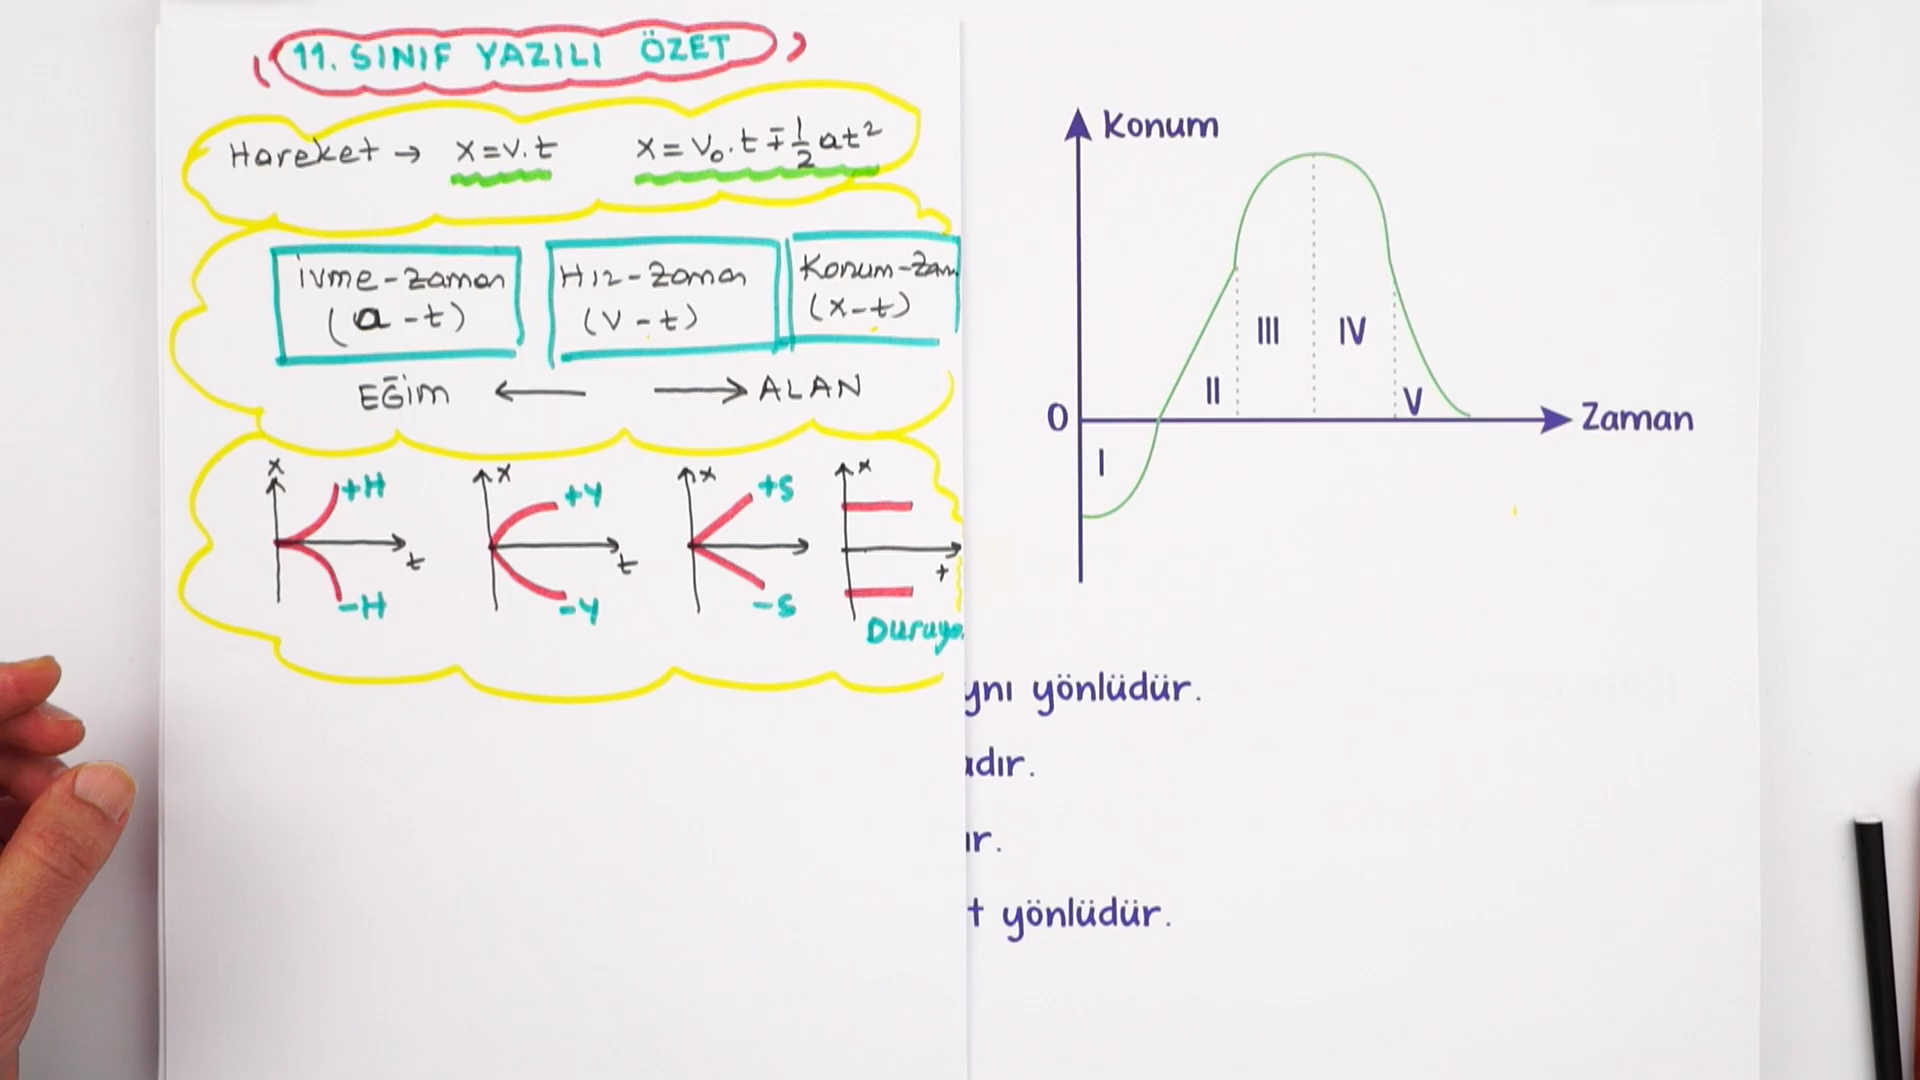 11. SINIF YAZILI ÖZET
Hareket → x=v.t x=v₀.t∓½at²
İvme-Zaman
(a-t)
Hız-Zaman
(v-t)
Konum-Zam
(x-t)
EĞİM ← → ALAN
x
+H
t
-H
x
+Y
t
-Y
x
+S
-S
x
t
Duruyo
Konum
III
IV
II
V
0
Zaman
I
ynı yönlüdür.
adır.
ır.
t yönlüdür.